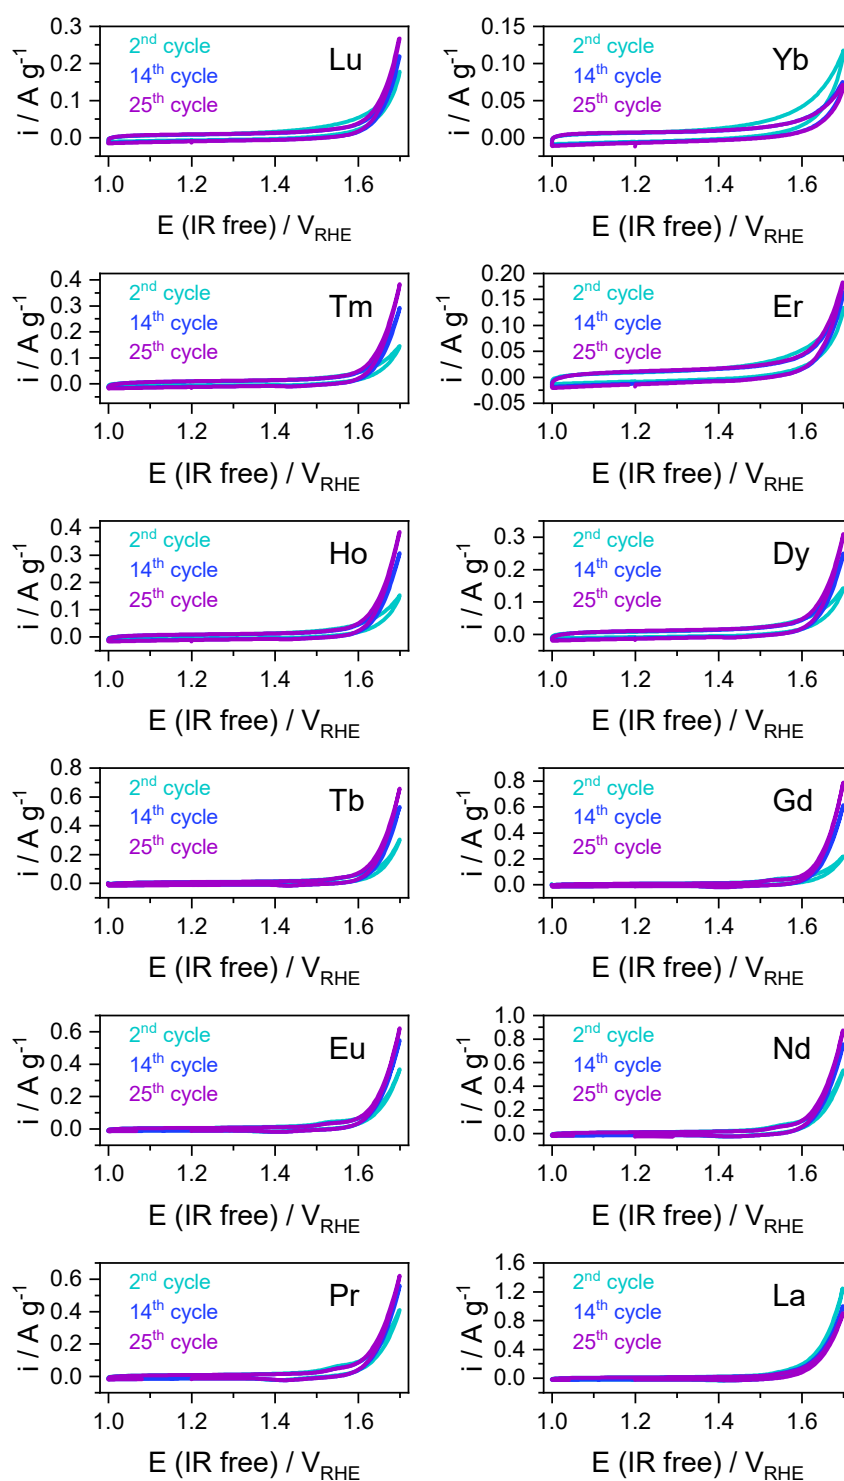 0.3
0.2
0.1
0.0
i / A g⁻¹
2ⁿᵈ cycle
14ᵗʰ cycle
25ᵗʰ cycle
Lu
1.0 1.2 1.4 1.6
E (IR free) / V_RHE
0.15
0.10
0.05
0.00
i / A g⁻¹
2ⁿᵈ cycle
14ᵗʰ cycle
25ᵗʰ cycle
Yb
1.0 1.2 1.4 1.6
E (IR free) / V_RHE
0.4
0.3
0.2
0.1
0.0
i / A g⁻¹
2ⁿᵈ cycle
14ᵗʰ cycle
25ᵗʰ cycle
Tm
1.0 1.2 1.4 1.6
E (IR free) / V_RHE
0.20
0.15
0.10
0.05
0.00
-0.05
i / A g⁻¹
2ⁿᵈ cycle
14ᵗʰ cycle
25ᵗʰ cycle
Er
1.0 1.2 1.4 1.6
E (IR free) / V_RHE
0.4
0.3
0.2
0.1
0.0
i / A g⁻¹
2ⁿᵈ cycle
14ᵗʰ cycle
25ᵗʰ cycle
Ho
1.0 1.2 1.4 1.6
E (IR free) / V_RHE
0.3
0.2
0.1
0.0
i / A g⁻¹
2ⁿᵈ cycle
14ᵗʰ cycle
25ᵗʰ cycle
Dy
1.0 1.2 1.4 1.6
E (IR free) / V_RHE
0.8
0.6
0.4
0.2
0.0
i / A g⁻¹
2ⁿᵈ cycle
14ᵗʰ cycle
25ᵗʰ cycle
Tb
1.0 1.2 1.4 1.6
E (IR free) / V_RHE
0.8
0.6
0.4
0.2
0.0
i / A g⁻¹
2ⁿᵈ cycle
14ᵗʰ cycle
25ᵗʰ cycle
Gd
1.0 1.2 1.4 1.6
E (IR free) / V_RHE
0.6
0.4
0.2
0.0
i / A g⁻¹
2ⁿᵈ cycle
14ᵗʰ cycle
25ᵗʰ cycle
Eu
1.0 1.2 1.4 1.6
E (IR free) / V_RHE
1.0
0.8
0.6
0.4
0.2
0.0
i / A g⁻¹
2ⁿᵈ cycle
14ᵗʰ cycle
25ᵗʰ cycle
Nd
1.0 1.2 1.4 1.6
E (IR free) / V_RHE
0.6
0.4
0.2
0.0
i / A g⁻¹
2ⁿᵈ cycle
14ᵗʰ cycle
25ᵗʰ cycle
Pr
1.0 1.2 1.4 1.6
E (IR free) / V_RHE
1.6
1.2
0.8
0.4
0.0
i / A g⁻¹
2ⁿᵈ cycle
14ᵗʰ cycle
25ᵗʰ cycle
La
1.0 1.2 1.4 1.6
E (IR free) / V_RHE